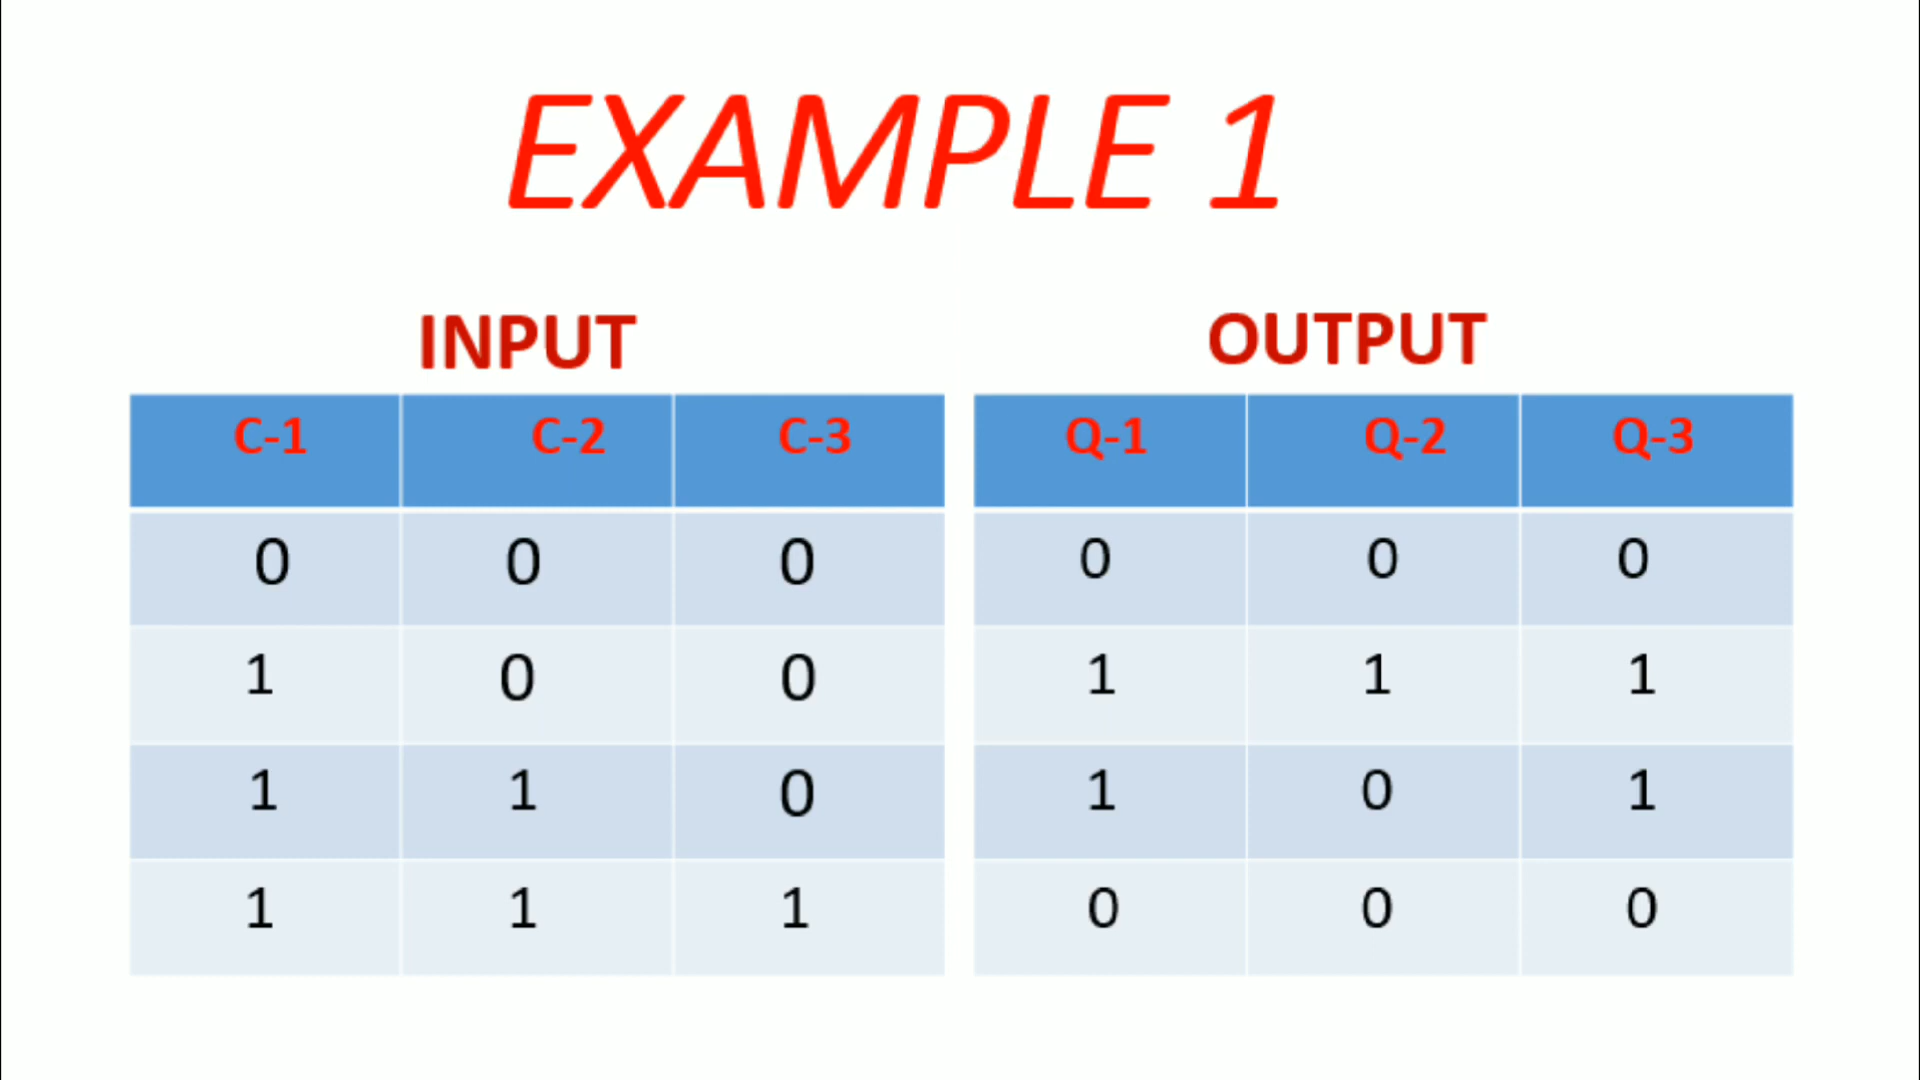 EXAMPLE 1
INPUT OUTPUT
C-1 C-2 C-3 Q-1 Q-2 Q-3
0 0 0 0 0 0
1 0 0 1 1 1
1 1 0 1 0 1
1 1 1 0 0 0